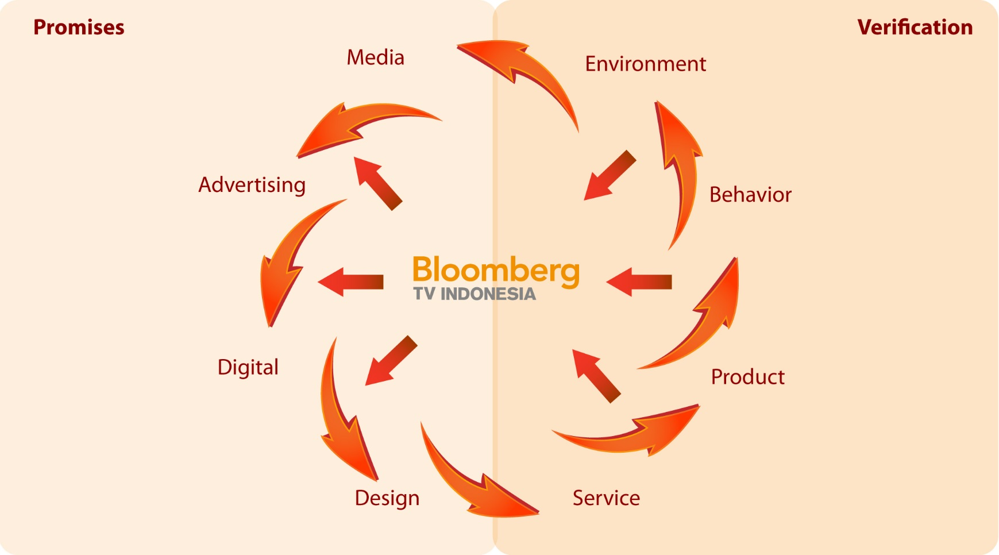 Promises
Verification
Media
Environment
Advertising
Behavior
Bloomberg
TV INDONESIA
Digital
Product
Design
Service